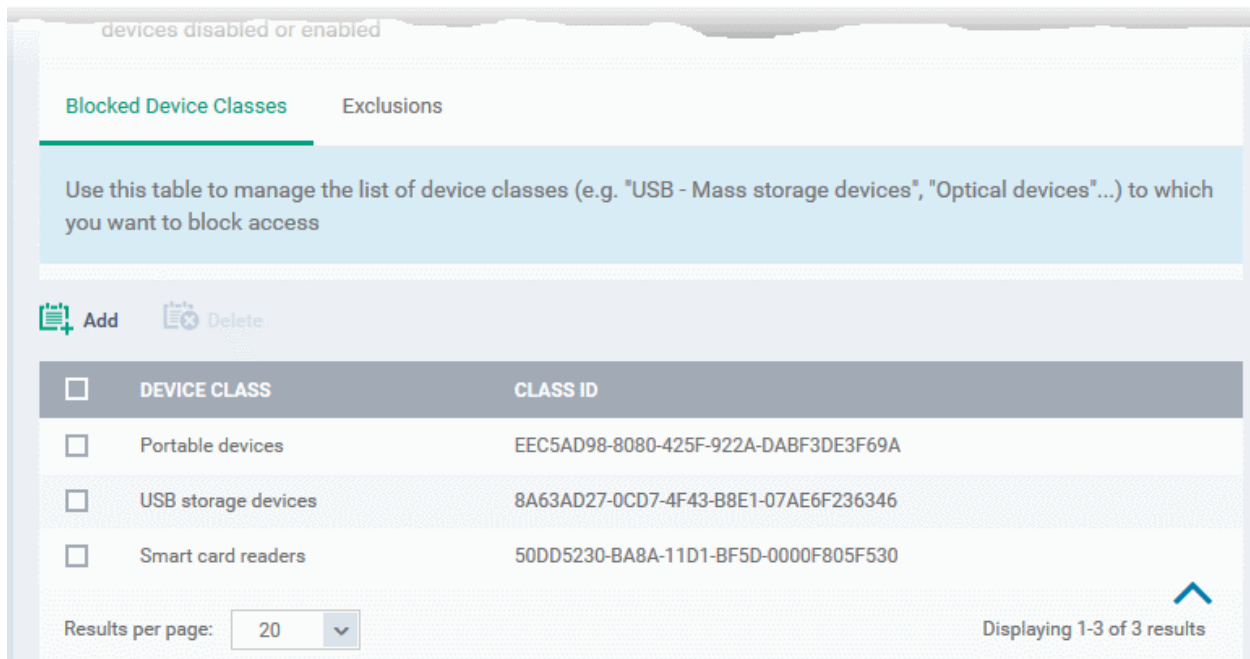 devices disabled or enabled
Blocked Device Classes Exclusions
Use this table to manage the list of device classes (e.g. "USB - Mass storage devices", "Optical devices"...) to which
you want to block access
Add Delete
DEVICE CLASS CLASS ID
Portable devices EEC5AD98-8080-425F-922A-DABF3DE3F69A
USB storage devices 8A63AD27-0CD7-4F43-B8E1-07AE6F236346
Smart card readers 50DD5230-BA8A-11D1-BF5D-0000F805F530
Results per page: 20 Displaying 1-3 of 3 results